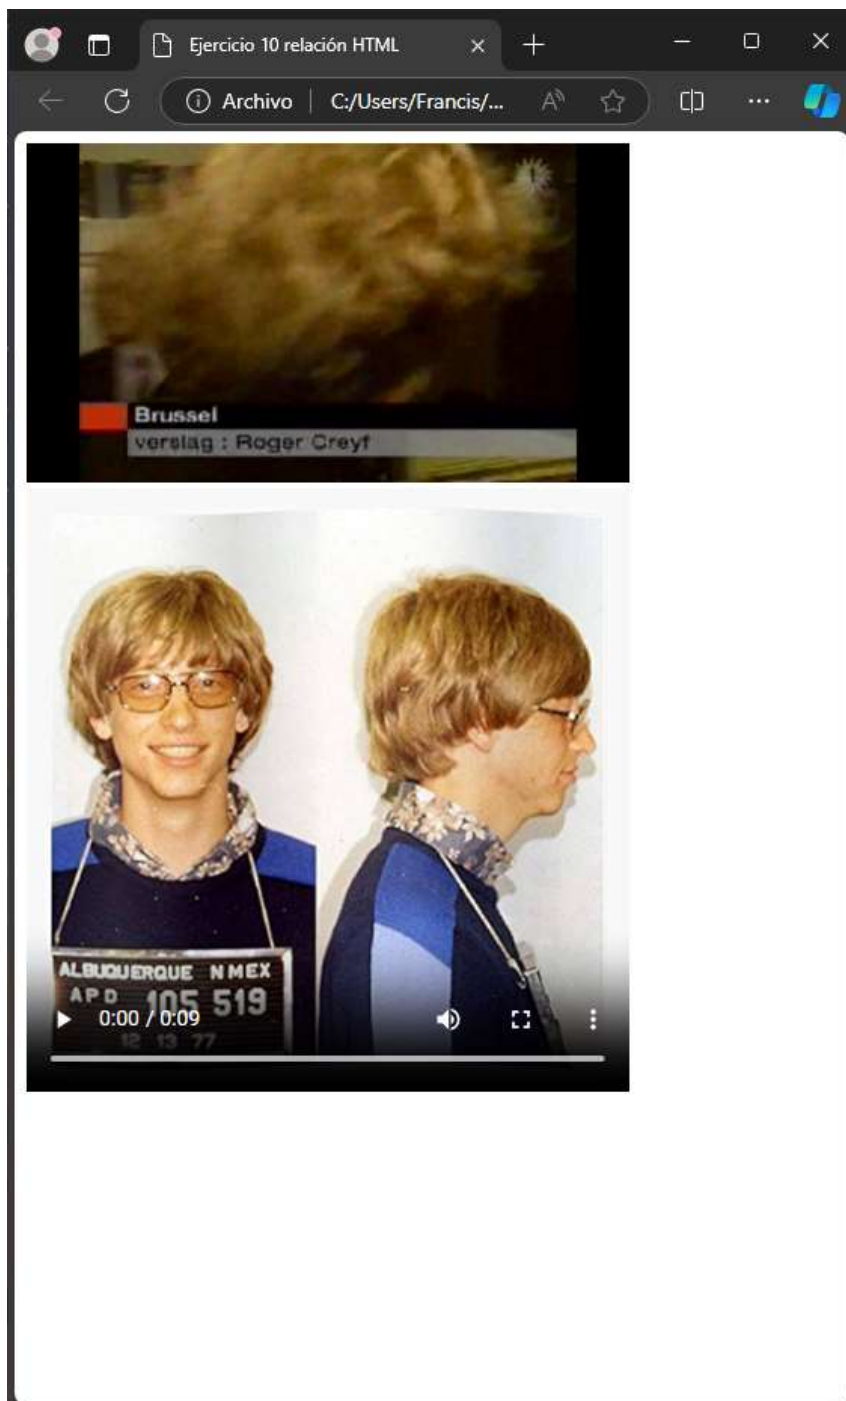 Ejercicio 10 relación HTML
Archivo | C:/Users/Francis/...
Brussel
verslag : Roger Creyf
ALBUQUERQUE NMEX
APD 105 519
0:00 / 0:09
12 13 77